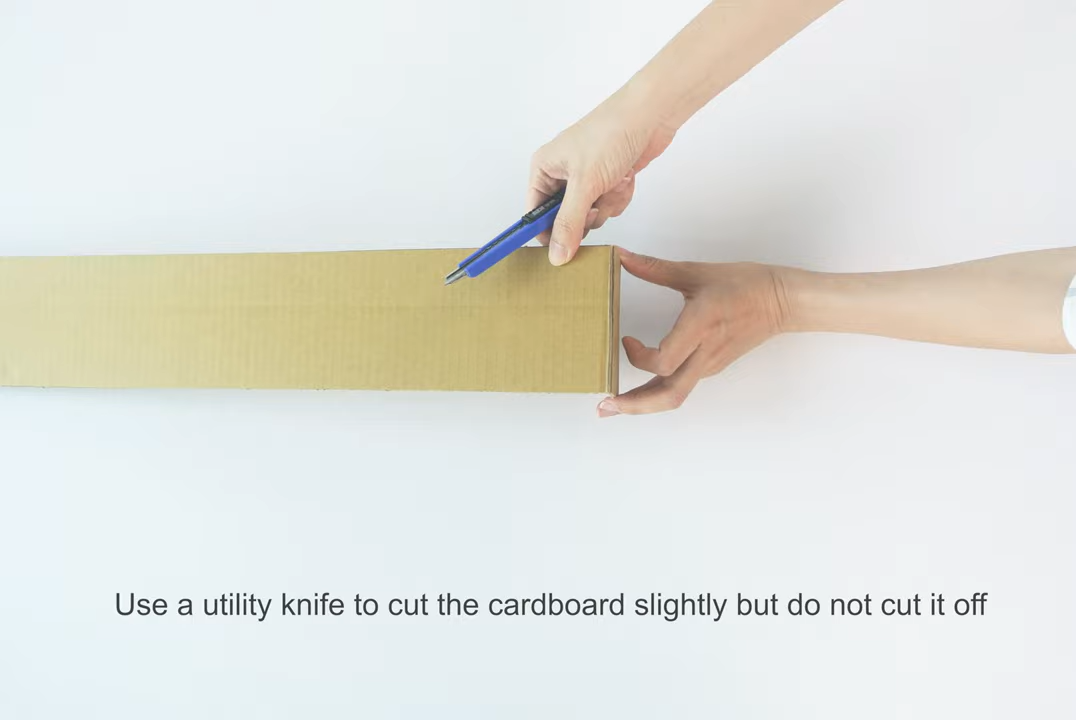 Use a utility knife to cut the cardboard slightly but do not cut it off